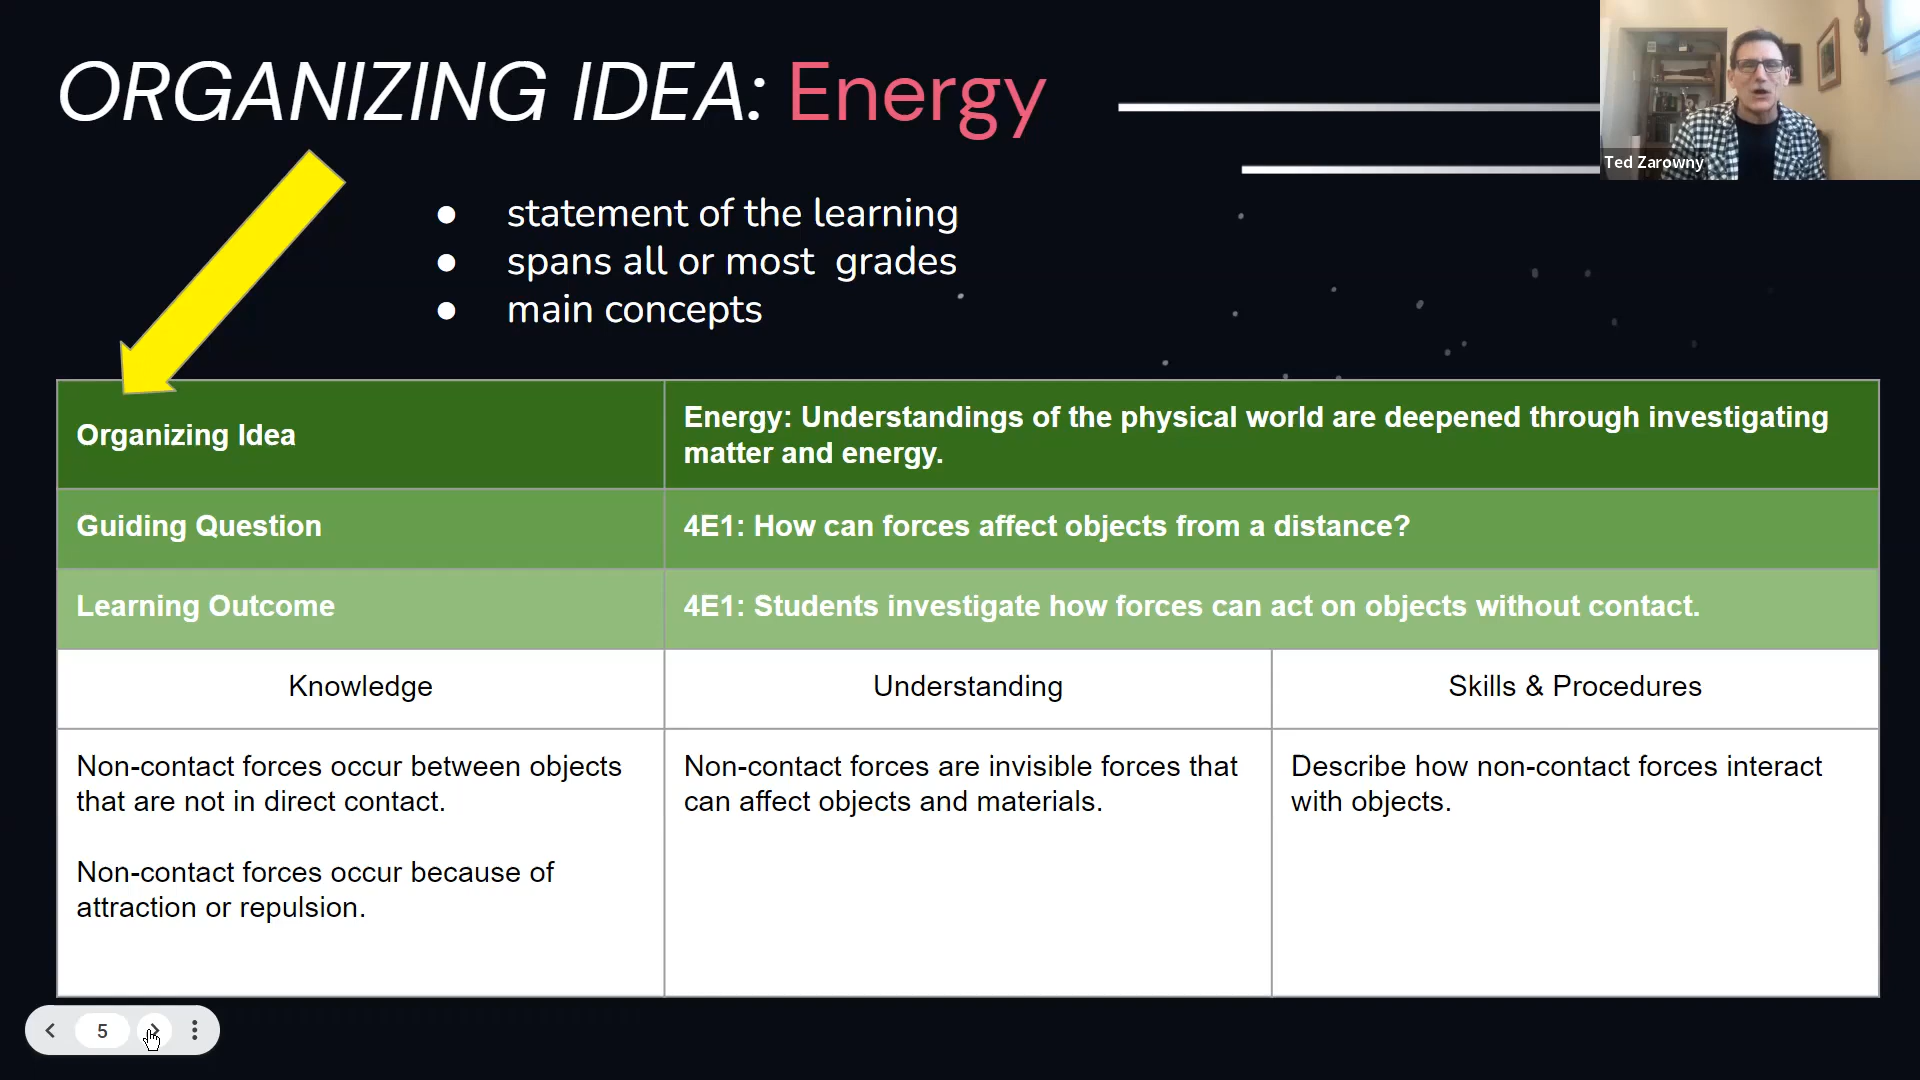 ORGANIZING IDEA: Energy
Ted Zarowny
● statement of the learning
● spans all or most grades
● main concepts
Organizing Idea
Energy: Understandings of the physical world are deepened through investigating
matter and energy.
Guiding Question
4E1: How can forces affect objects from a distance?
Learning Outcome
4E1: Students investigate how forces can act on objects without contact.
Knowledge
Understanding
Skills & Procedures
Non-contact forces occur between objects
that are not in direct contact.
Non-contact forces occur because of
attraction or repulsion.
Non-contact forces are invisible forces that
can affect objects and materials.
Describe how non-contact forces interact
with objects.
5